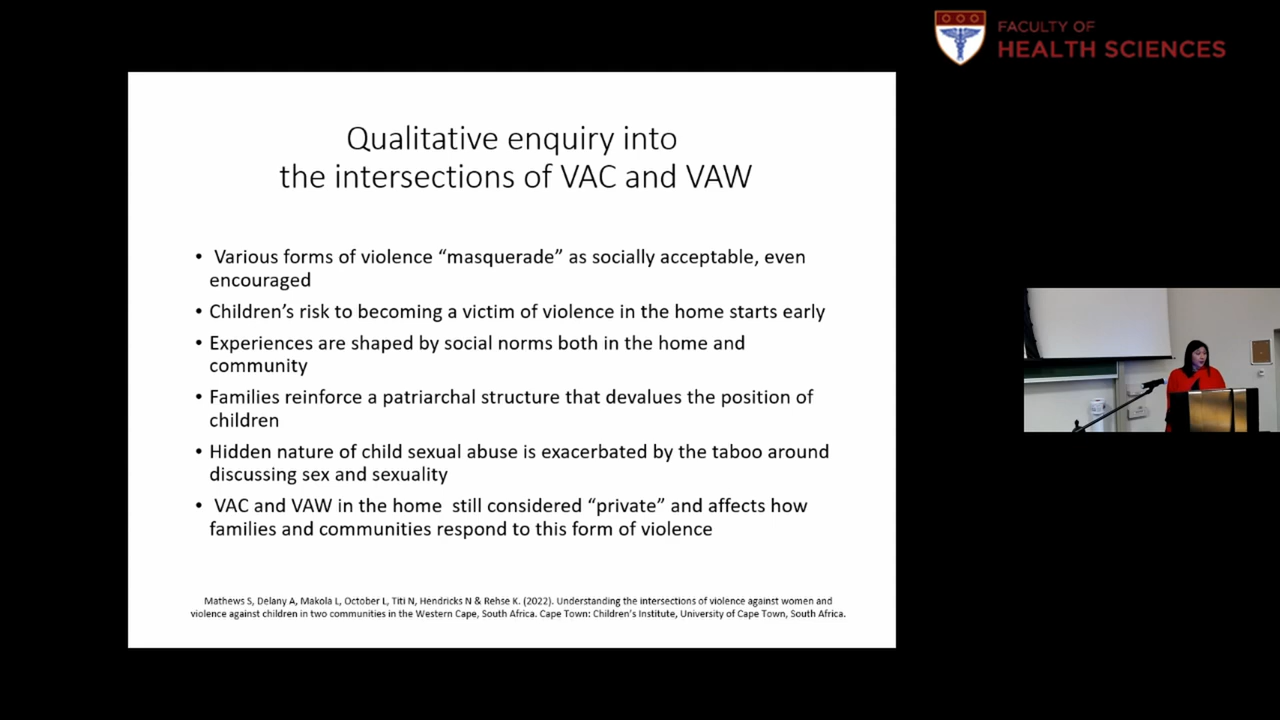 FACULTY OF
HEALTH SCIENCES
Qualitative enquiry into
the intersections of VAC and VAW
• Various forms of violence “masquerade” as socially acceptable, even
encouraged
• Children’s risk to becoming a victim of violence in the home starts early
• Experiences are shaped by social norms both in the home and
community
• Families reinforce a patriarchal structure that devalues the position of
children
• Hidden nature of child sexual abuse is exacerbated by the taboo around
discussing sex and sexuality
• VAC and VAW in the home still considered “private” and affects how
families and communities respond to this form of violence
Mathews S, Delany A, Makola L, October L, Titi N, Hendricks N & Rehse K. (2022). Understanding the intersections of violence against women and
violence against children in two communities in the Western Cape, South Africa. Cape Town: Children’s Institute, University of Cape Town, South Africa.